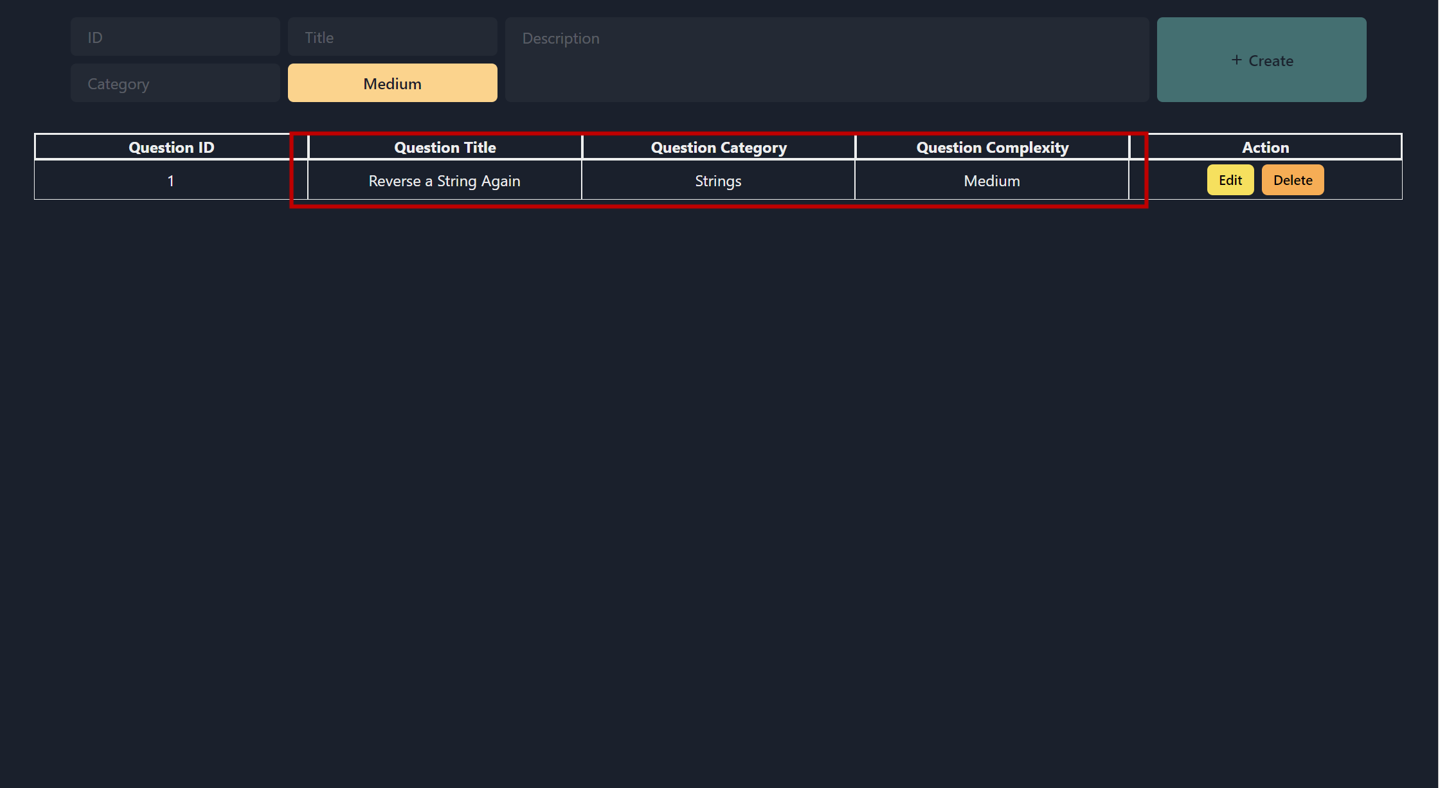 ID
Title
Description
Category
Medium
+ Create
Question ID
Question Title
Question Category
Question Complexity
Action
1
Reverse a String Again
Strings
Medium
Edit
Delete